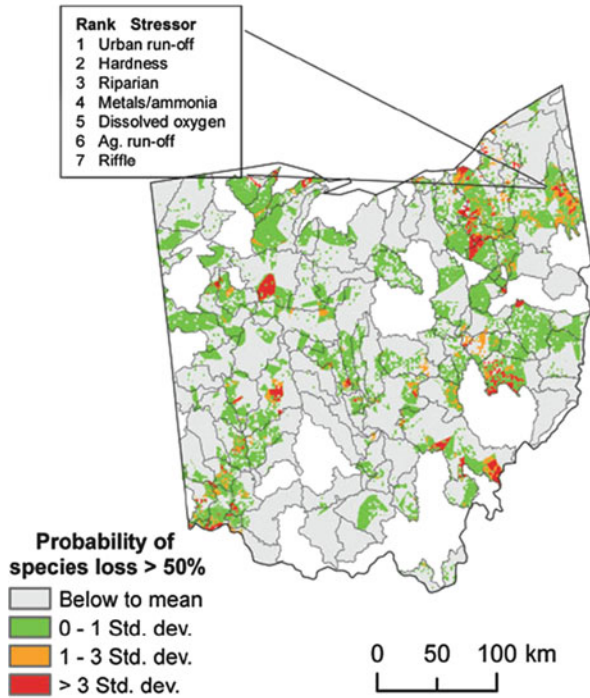 Rank Stressor
1 Urban run-off
2 Hardness
3 Riparian
4 Metals/ammonia
5 Dissolved oxygen
6 Ag. run-off
7 Riffle
Probability of
species loss > 50%
Below to mean
0 - 1 Std. dev.
1 - 3 Std. dev.
> 3 Std. dev.
0 50 100 km